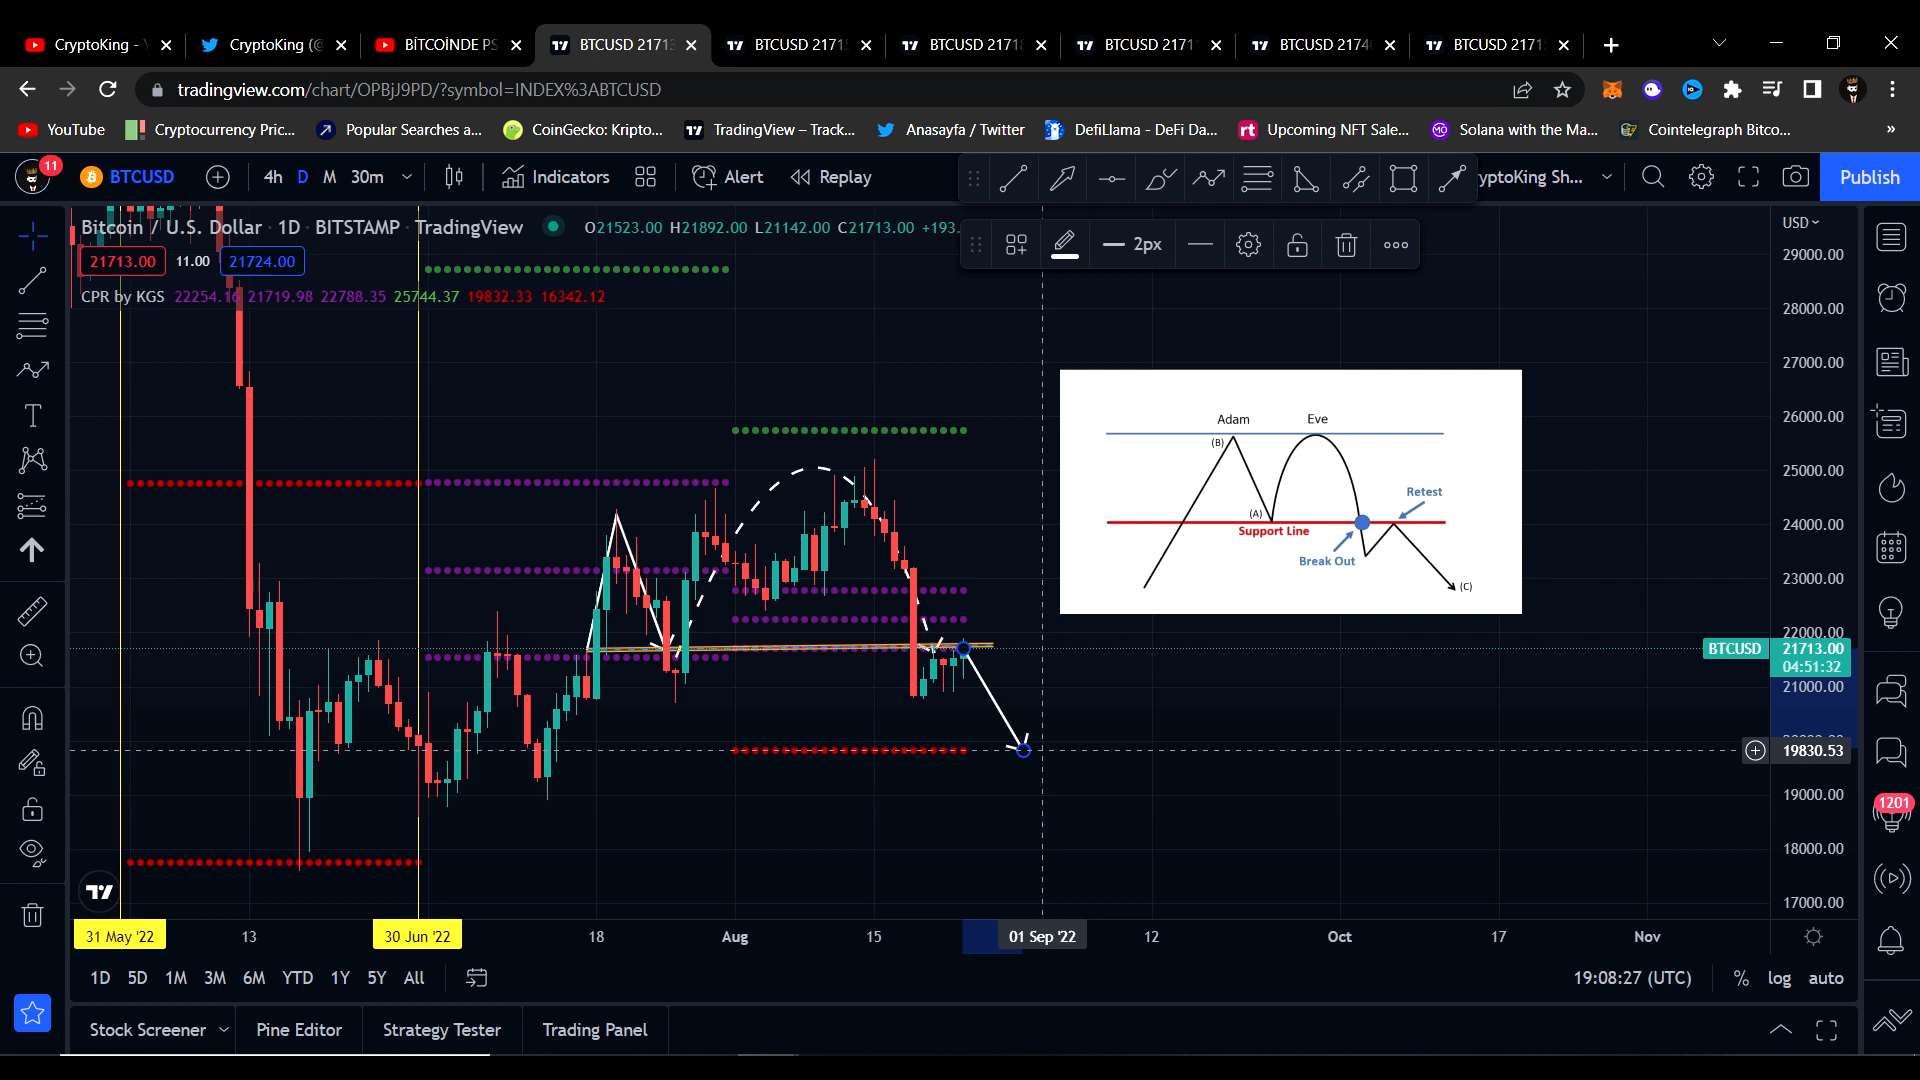 CryptoKing -
CryptoKing (@
BİTCOİNDE PS
BTCUSD 2171
BTCUSD 2171
BTCUSD 2171
BTCUSD 2171
BTCUSD 2174
BTCUSD 2171
tradingview.com/chart/OPBjJ9PD/?symbol=INDEX%3ABTCUSD
YouTube
Cryptocurrency Pric...
Popular Searches a...
CoinGecko: Kripto...
TradingView – Track...
Anasayfa / Twitter
DefiLlama - DeFi Da...
Upcoming NFT Sale...
Solana with the Ma...
Cointelegraph Bitco...
»
11
BTCUSD
4h
D
M
30m
Indicators
Alert
Replay
yptoKing Sh...
Publish
Bitcoin / U.S. Dollar · 1D · BITSTAMP · TradingView
O21523.00 H21892.00 L21142.00 C21713.00 +193.
2px
USD
21713.00
11.00
21724.00
CPR by KGS 22254.16 21719.98 22788.35 25744.37 19832.33 16342.12
29000.00
28000.00
27000.00
26000.00
25000.00
24000.00
23000.00
22000.00
BTCUSD
21713.00
04:51:32
21000.00
19830.53
19000.00
18000.00
17000.00
Adam
Eve
(B)
(A)
Support Line
Retest
Break Out
(C)
1201
31 May '22
13
30 Jun '22
18
Aug
15
01 Sep '22
12
Oct
17
Nov
1D
5D
1M
3M
6M
YTD
1Y
5Y
All
19:08:27 (UTC)
%
log
auto
Stock Screener
Pine Editor
Strategy Tester
Trading Panel